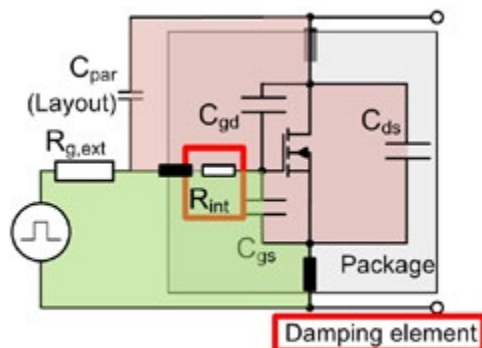 Cpar
(Layout)
Cgd
Cds
Rg,ext
Rint
Cgs
Package
Damping element